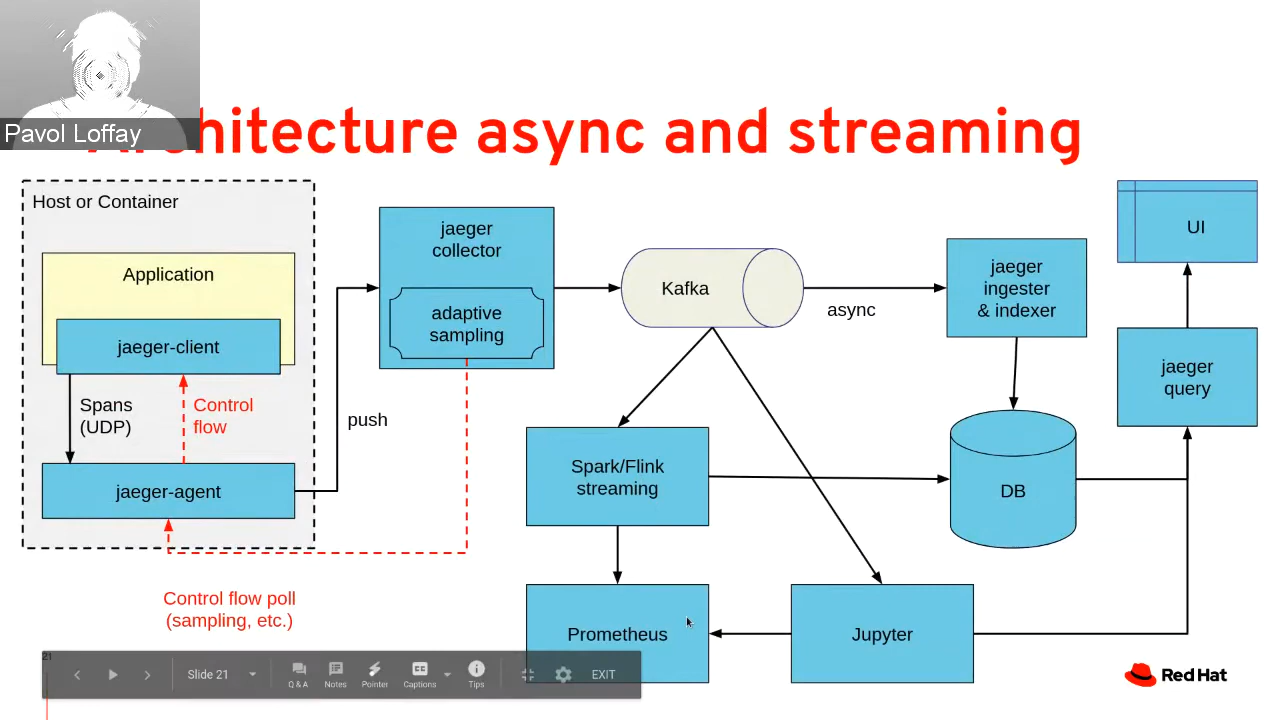 Pavol Loffay
Architecture async and streaming
Host or Container
Application
jaeger-client
Spans
(UDP)
Control
flow
jaeger-agent
push
Control flow poll
(sampling, etc.)
jaeger
collector
adaptive
sampling
Kafka
async
jaeger
ingester
& indexer
UI
jaeger
query
Spark/Flink
streaming
DB
Prometheus
Jupyter
21
Slide 21
Q & A
Notes
Pointer
Captions
Tips
EXIT
Red Hat